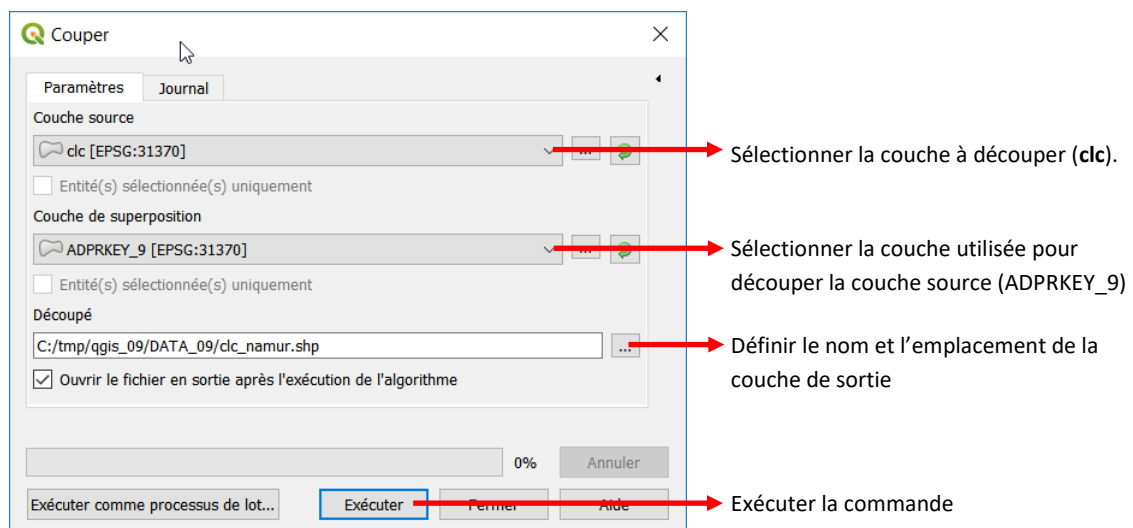 Couper
Paramètres Journal
Couche source
clc [EPSG:31370]
...
Sélectionner la couche à découper (clc).
Entité(s) sélectionnée(s) uniquement
Couche de superposition
ADPRKEY_9 [EPSG:31370]
...
Sélectionner la couche utilisée pour
découper la couche source (ADPRKEY_9)
Entité(s) sélectionnée(s) uniquement
Découpé
C:/tmp/qgis_09/DATA_09/clc_namur.shp
...
Définir le nom et l’emplacement de la
couche de sortie
Ouvrir le fichier en sortie après l'exécution de l'algorithme
0% Annuler
Exécuter comme processus de lot... Exécuter Fermer Aide
Exécuter la commande